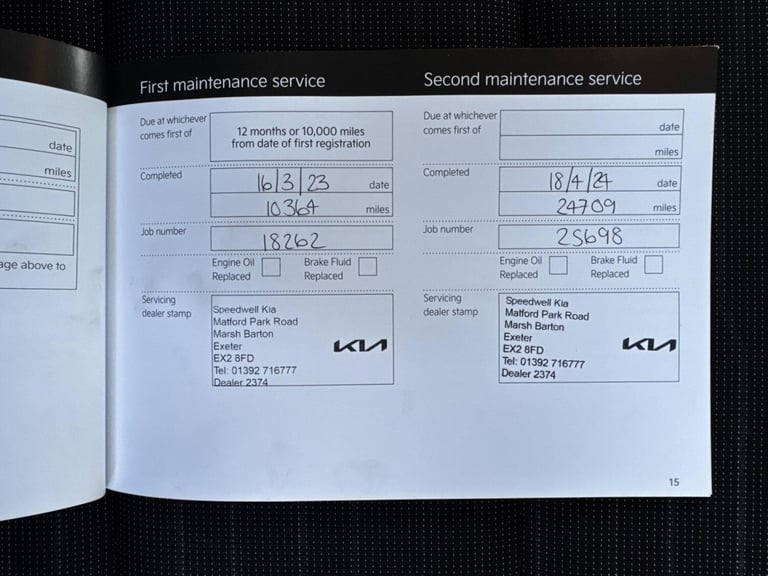 date
miles
age above to
First maintenance service
Due at whichever
comes first of
12 months or 10,000 miles
from date of first registration
Completed
16/3/23 date
10364 miles
Job number
18262
Engine Oil
Replaced
Brake Fluid
Replaced
Servicing
dealer stamp
Speedwell Kia
Matford Park Road
Marsh Barton
Exeter
EX2 8FD
Tel: 01392 716777
Dealer 2374
KIA
Second maintenance service
Due at whichever
comes first of
date
miles
Completed
18/4/24 date
24709 miles
Job number
25698
Engine Oil
Replaced
Brake Fluid
Replaced
Servicing
dealer stamp
Speedwell Kia
Matford Park Road
Marsh Barton
Exeter
EX2 8FD
Tel: 01392 716777
Dealer 2374
KIA
15